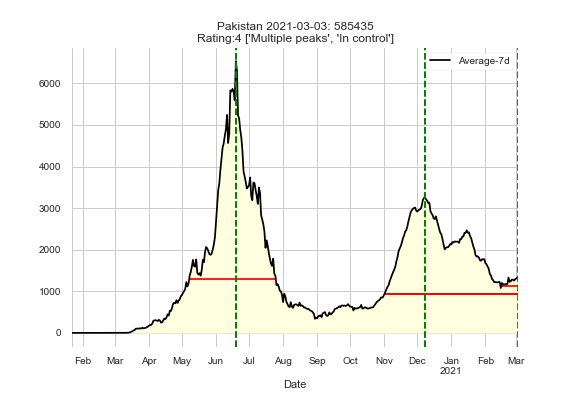 Pakistan 2021-03-03: 585435
Rating:4 ['Multiple peaks', 'In control']
Average-7d
6000
5000
4000
3000
2000
1000
0
Feb Mar Apr May Jun Jul Aug Sep Oct Nov Dec Jan Feb Mar
2021
Date